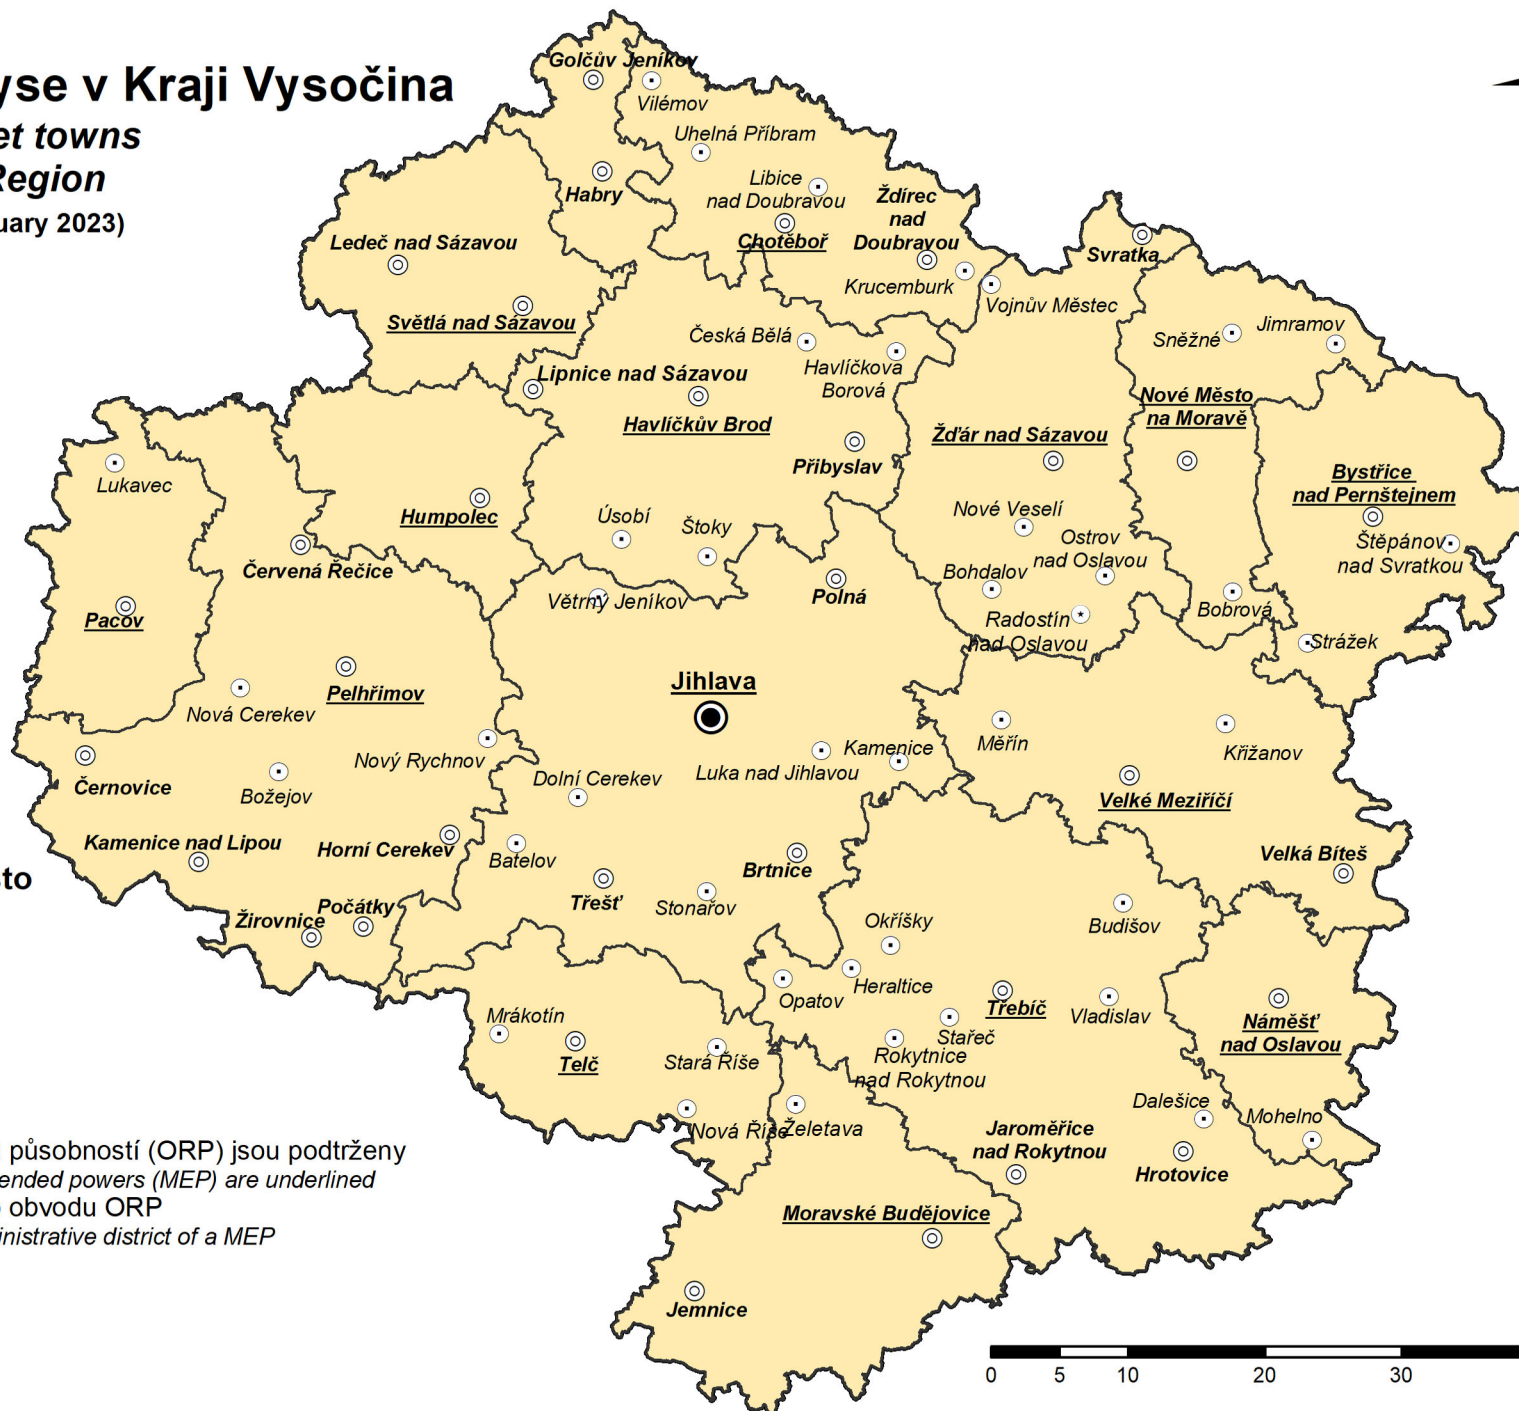 yse v Kraji Vysočina
et towns
Region
uary 2023)
Golčův Jeníkov
Vilémov
Uhelná Příbram
Libice
nad Doubravou
Habry
Chotěboř
Ždírec
nad
Doubravou
Krucemburk
Vojnův Městec
Svratka
Ledeč nad Sázavou
Světlá nad Sázavou
Česká Bělá
Havlíčkova
Borová
Sněžné
Jimramov
Lipnice nad Sázavou
Havlíčkův Brod
Přibyslav
Žďár nad Sázavou
Nové Město
na Moravě
Bystřice
nad Pernštejnem
Lukavec
Humpolec
Úsobí
Štoky
Nové Veselí
Ostrov
nad Oslavou
Štěpánov
nad Svratkou
Červená Řečice
Větrný Jeníkov
Polná
Bohdalov
Radostín
nad Oslavou
Bobrová
Strážek
Pacov
Pelhřimov
Jihlava
Nová Cerekev
Nový Rychnov
Luka nad Jihlavou
Kamenice
Měřín
Křižanov
Černovice
Božejov
Dolní Cerekev
Velké Meziříčí
Kamenice nad Lipou
Horní Cerekev
Batelov
Třešť
Stonařov
Brtnice
Velká Bíteš
to
Žirovnice
Počátky
Okříšky
Budišov
Opatov
Heraltice
Třebíč
Vladislav
Náměšť
nad Oslavou
Mrákotín
Telč
Stará Říše
Stařeč
Rokytnice
nad Rokytnou
Nová Říše
Želetava
Dalešice
Mohelno
Jaroměřice
nad Rokytnou
Hrotovice
působností (ORP) jsou podtrženy
ended powers (MEP) are underlined
obvodu ORP
inistrative district of a MEP
Moravské Budějovice
Jemnice
0 5 10 20 30